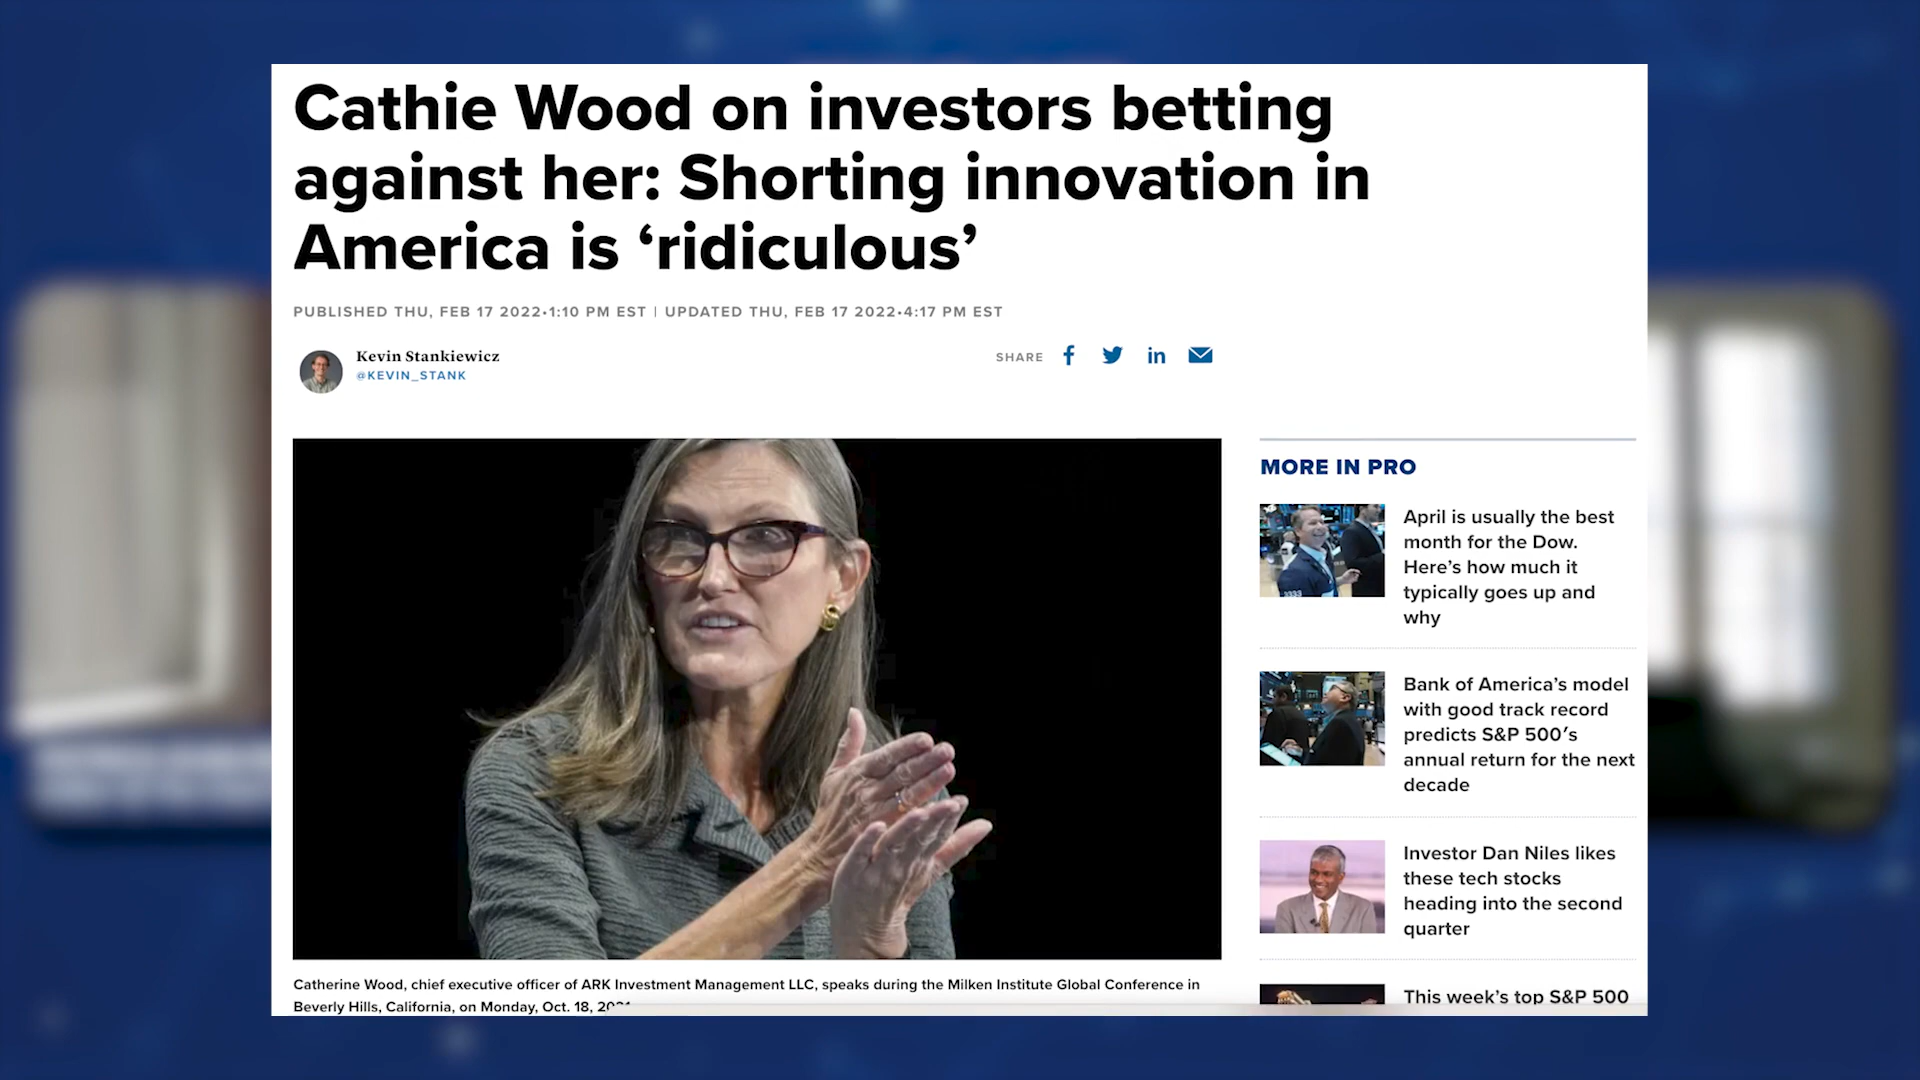 Cathie Wood on investors betting
against her: Shorting innovation in
America is ‘ridiculous’
PUBLISHED THU, FEB 17 2022•1:10 PM EST | UPDATED THU, FEB 17 2022•4:17 PM EST
Kevin Stankiewicz
@KEVIN_STANK
SHARE
Catherine Wood, chief executive officer of ARK Investment Management LLC, speaks during the Milken Institute Global Conference in
Beverly Hills, California, on Monday, Oct. 18,
MORE IN PRO
April is usually the best
month for the Dow.
Here’s how much it
typically goes up and
why
Bank of America’s model
with good track record
predicts S&P 500′s
annual return for the next
decade
Investor Dan Niles likes
these tech stocks
heading into the second
quarter
This week’s top S&P 500